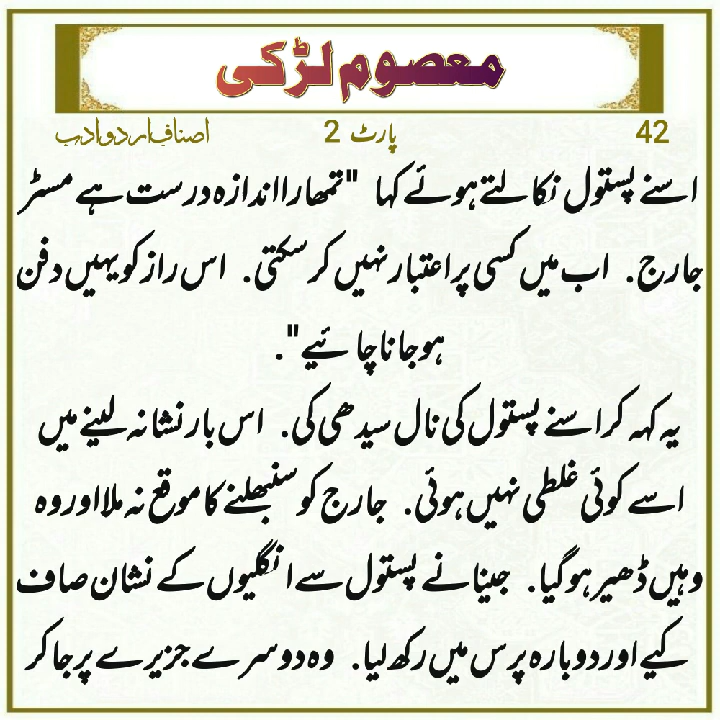 معصوم لڑکی
42 پارٹ 2 اصناف اردو ادب
اسنے پستول نکالتے ہوئے کہا "تمھارا اندازہ درست ہے مسٹر
جارج. اب میں کسی پر اعتبار نہیں کر سکتی. اس راز کو یہیں دفن
ہو جانا چائیے".
یہ کہہ کر اسنے پستول کی نال سیدھی کی. اس بار نشانہ لینے میں
اسے کوئی غلطی نہیں ہوئی. جارج کو سنبھلنے کا موقع نہ ملا اور وہ
وہیں ڈھیر ہو گیا. جینا نے پستول سے انگلیوں کے نشان صاف
کیے اور دوبارہ پرس میں رکھ لیا. وہ دوسرے جزیرے پر جا کر